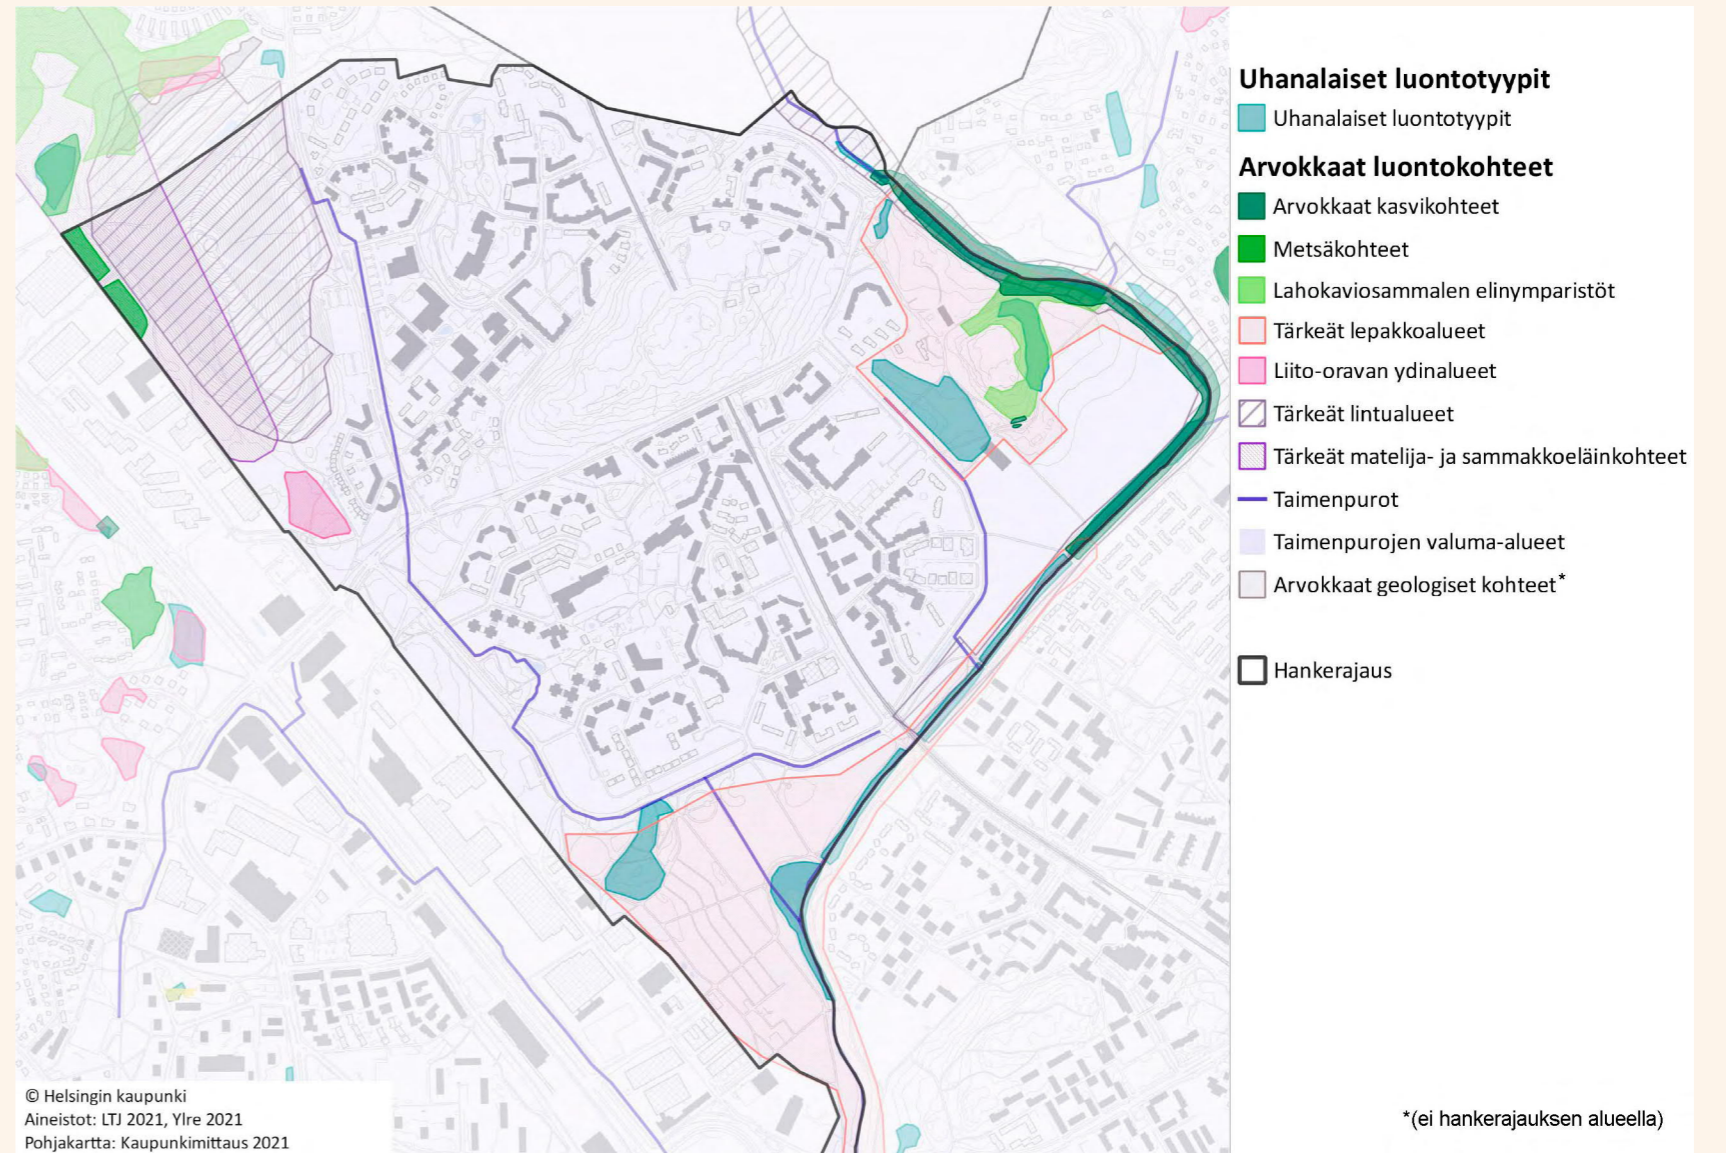 Uhanalaiset luontotyypit
Uhanalaiset luontotyypit
Arvokkaat luontokohteet
Arvokkaat kasvikohteet
Metsäkohteet
Lahokaviosammalen elinymparistöt
Tärkeät lepakkoalueet
Liito-oravan ydinalueet
Tärkeät lintualueet
Tärkeät matelija- ja sammakkoeläinkohteet
Taimenpurot
Taimenpurojen valuma-alueet
Arvokkaat geologiset kohteet*
Hankerajaus
© Helsingin kaupunki
Aineistot: LTJ 2021, Ylre 2021
Pohjakartta: Kaupunkimittaus 2021
*(ei hankerajauksen alueella)